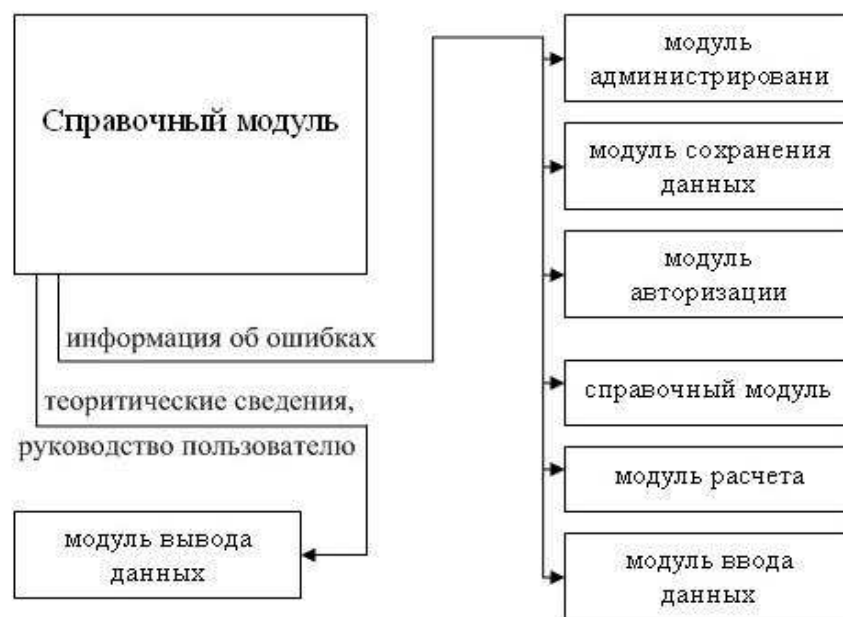 Справочный модуль
информация об ошибках
теоритические сведения,
руководство пользователю
модуль вывода
данных
модуль
администрировани
модуль сохранения
данных
модуль
авторизации
справочный модуль
модуль расчета
модуль ввода
данных